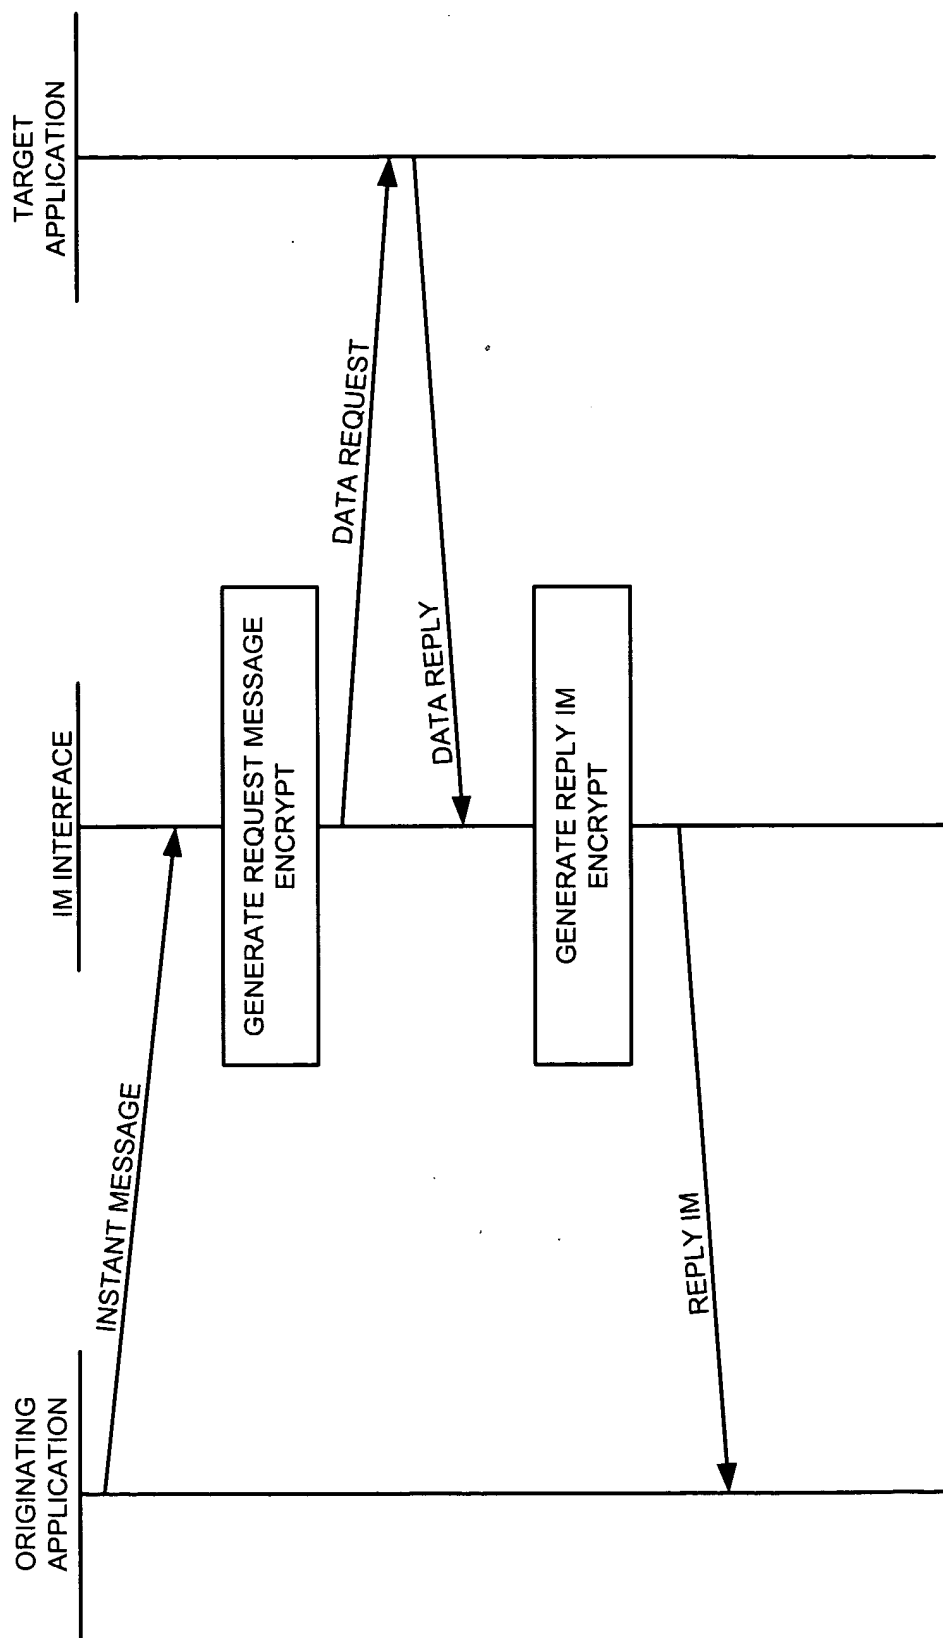 ORIGINATING
APPLICATION
IM INTERFACE
TARGET
APPLICATION
INSTANT MESSAGE
GENERATE REQUEST MESSAGE
ENCRYPT
DATA REQUEST
DATA REPLY
GENERATE REPLY IM
ENCRYPT
REPLY IM